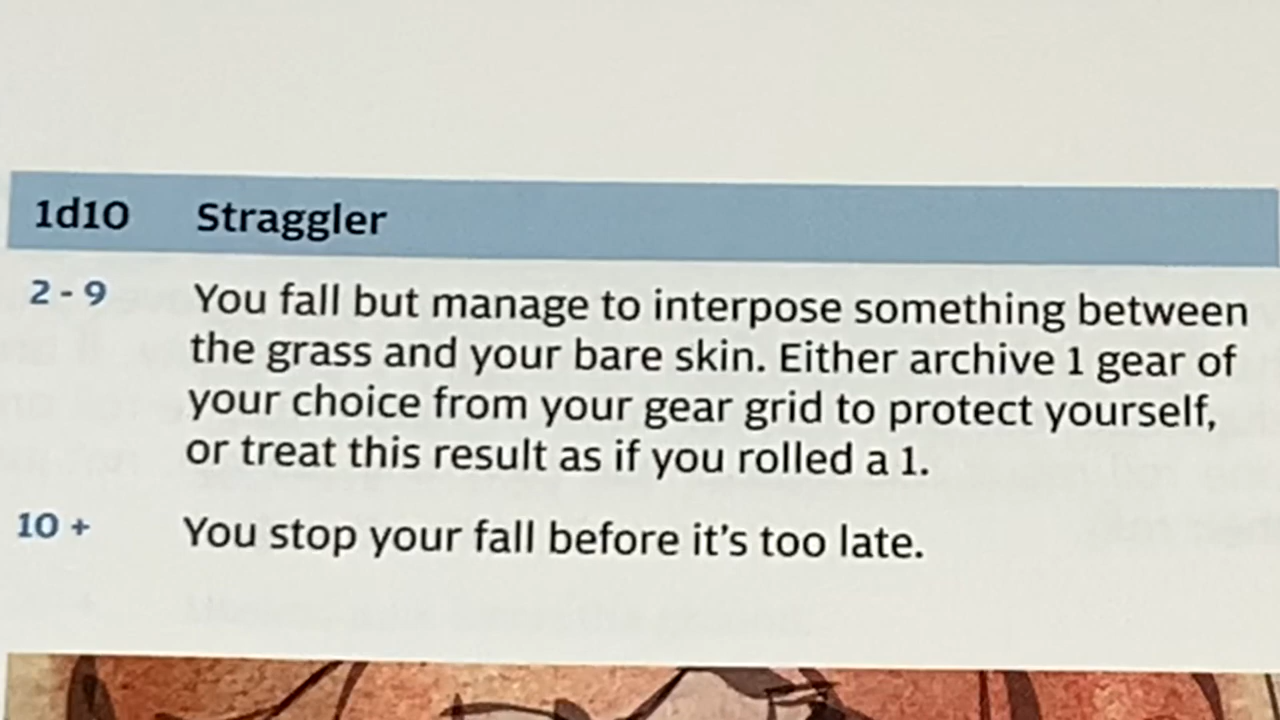 1d10 Straggler
2 - 9 You fall but manage to interpose something between
the grass and your bare skin. Either archive 1 gear of
your choice from your gear grid to protect yourself,
or treat this result as if you rolled a 1.
10 + You stop your fall before it's too late.